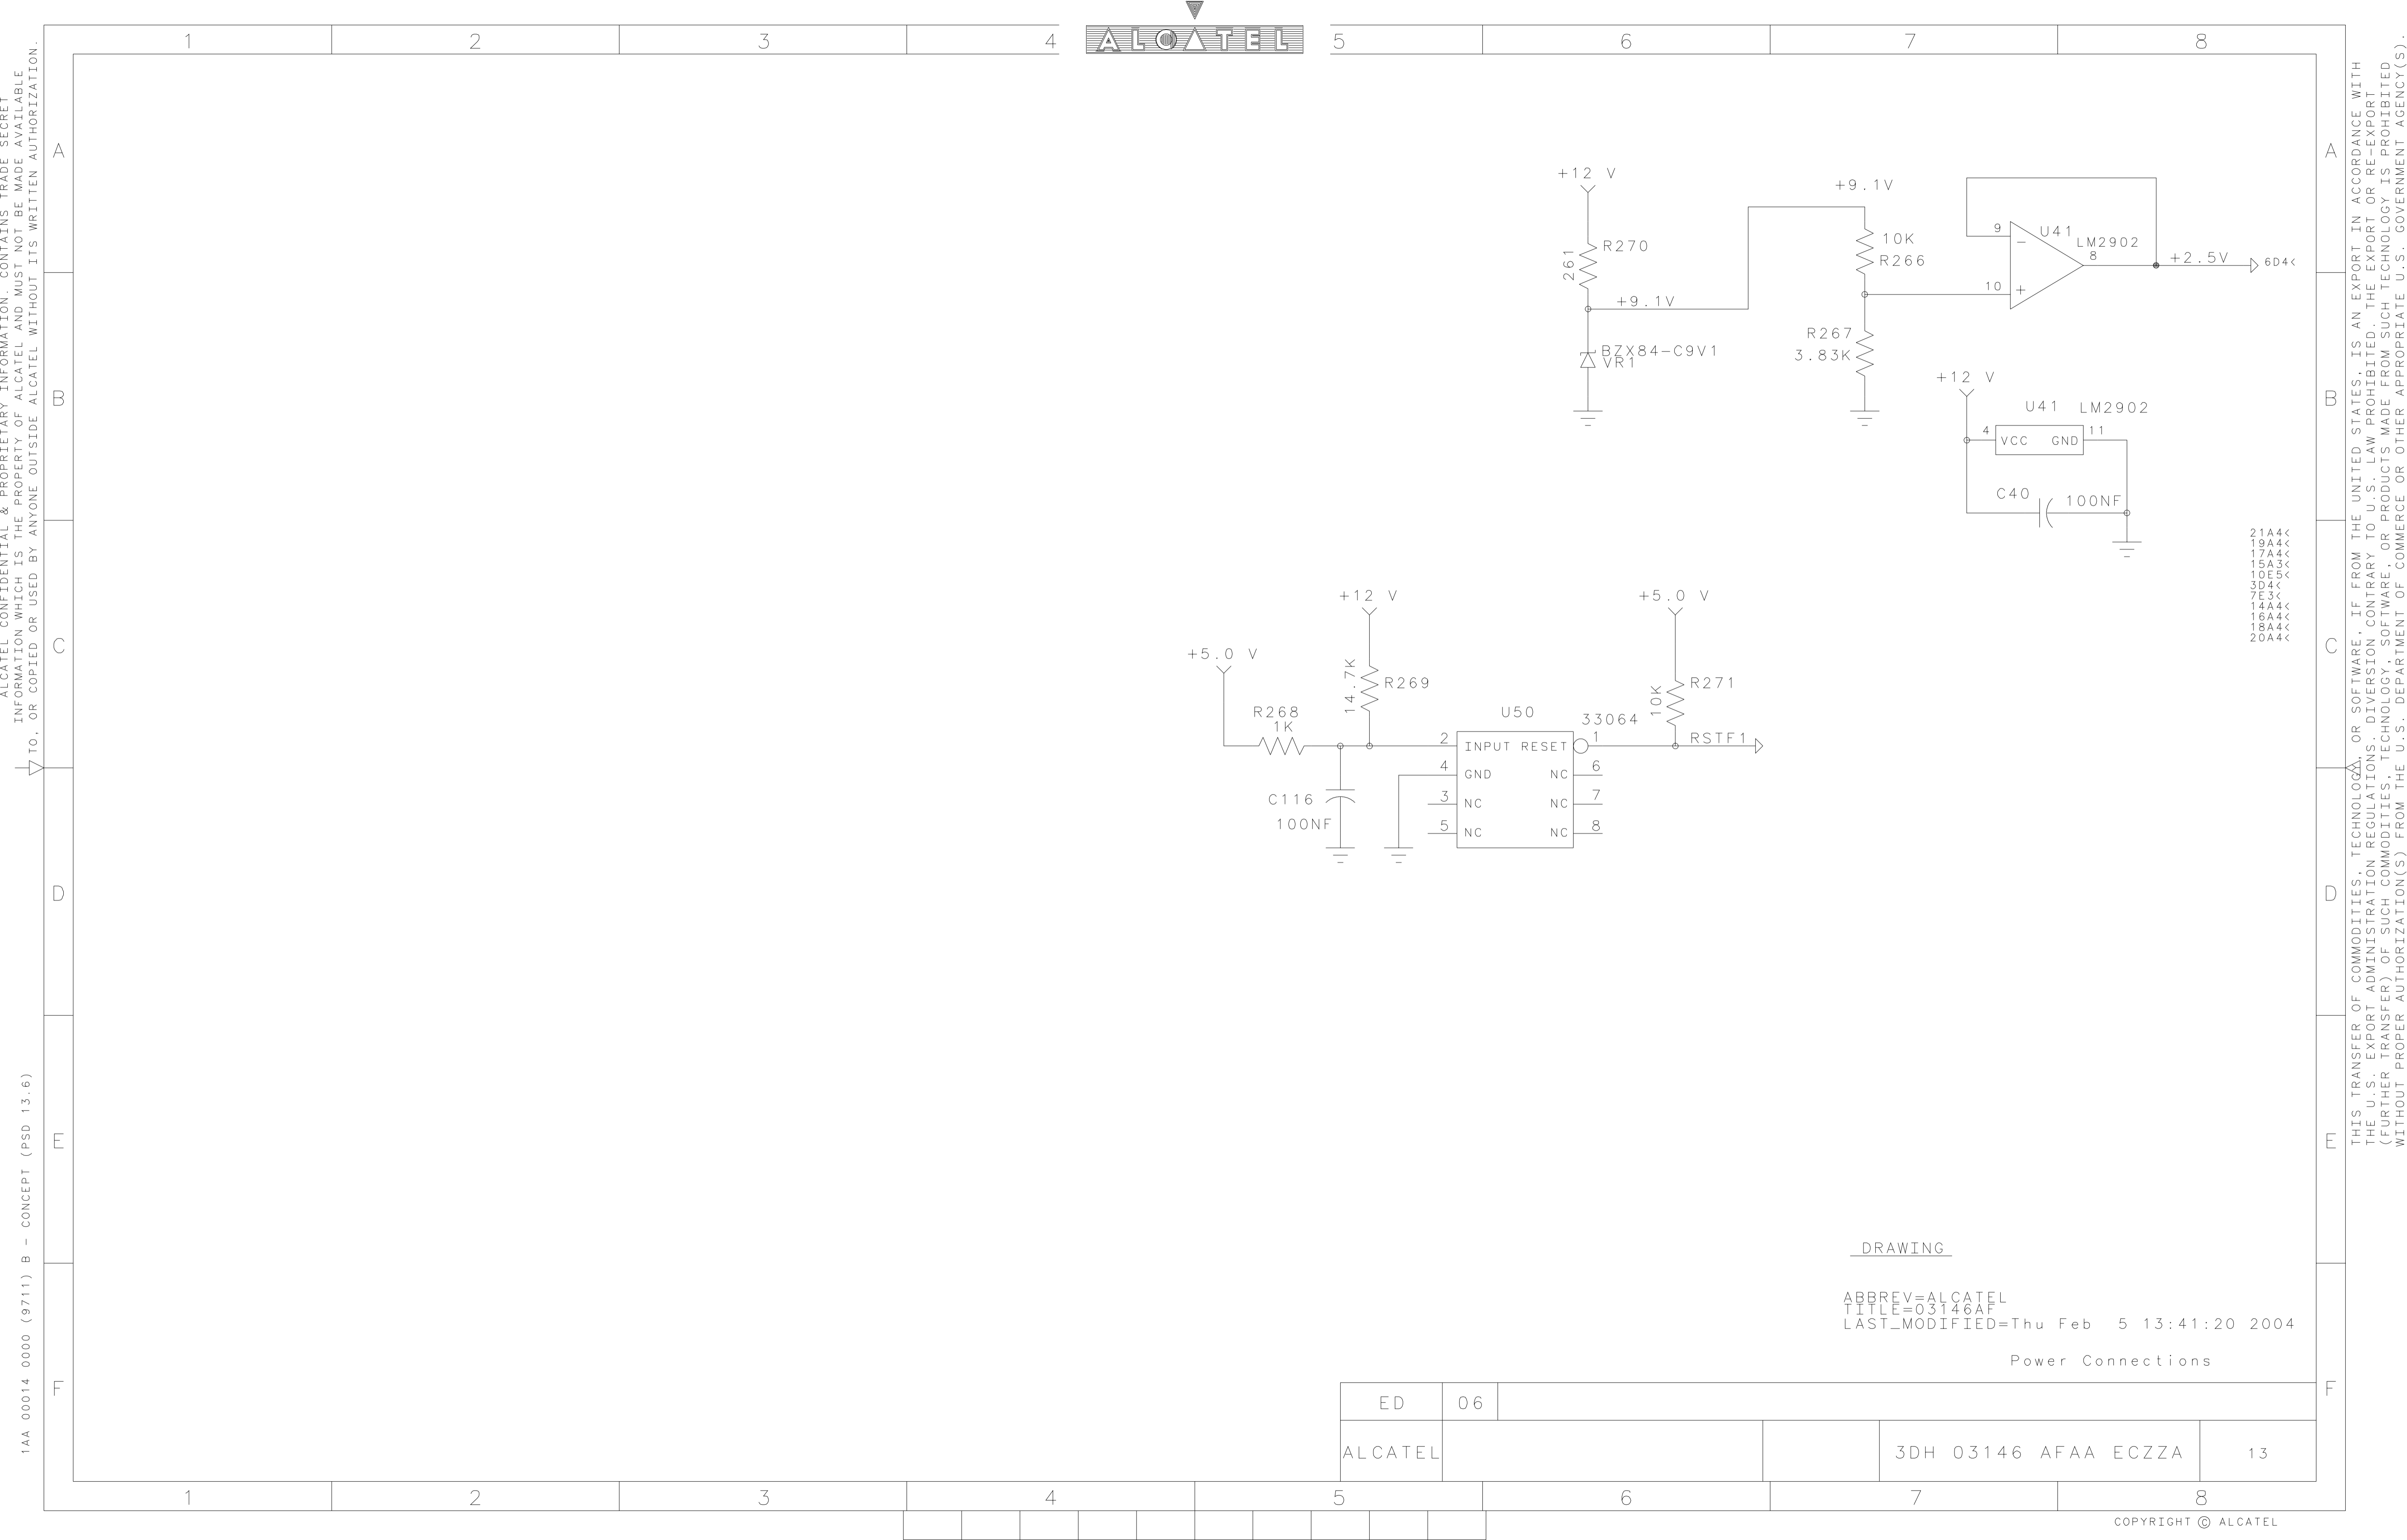 ALCATEL
1 2 3 4 5 6 7 8
ALCATEL CONFIDENTIAL & PROPRIETARY INFORMATION. CONTAINS TRADE SECRET
INFORMATION WHICH IS THE PROPERTY OF ALCATEL AND MUST NOT BE MADE AVAILABLE
TO, OR COPIED OR USED BY ANYONE OUTSIDE ALCATEL WITHOUT ITS WRITTEN AUTHORIZATION.
1AA 00014 0000 (9711) B - CONCEPT (PSD 13.6)
A
B
C
D
E
F
+12 V
R270
261
+9.1V
BZX84-C9V1
VR1
+9.1V
10K
R266
R267
3.83K
9
U41
LM2902
8
10
+2.5V
6D4<
+12 V
U41 LM2902
4
VCC GND
11
C40
100NF
21A4<
19A4<
17A4<
15A3<
10E5<
3D4<
7E3<
14A4<
16A4<
18A4<
20A4<
+5.0 V
+12 V
14.7K
R269
R268
1K
C116
100NF
U50
33064
2 INPUT RESET 1
4 GND NC 6
3 NC NC 7
5 NC NC 8
+5.0 V
10K
R271
RSTF1
A
B
C
D
E
F
THIS TRANSFER OF COMMODITIES, TECHNOLOGY, OR SOFTWARE, IF FROM THE UNITED STATES, IS AN EXPORT IN ACCORDANCE WITH
THE U.S. EXPORT ADMINISTRATION REGULATIONS. DIVERSION CONTRARY TO U.S. LAW PROHIBITED. THE EXPORT OR RE-EXPORT
(FURTHER TRANSFER) OF SUCH COMMODITIES, TECHNOLOGY, SOFTWARE, OR PRODUCTS MADE FROM SUCH TECHNOLOGY IS PROHIBITED
WITHOUT PROPER AUTHORIZATION(S) FROM THE U.S. DEPARTMENT OF COMMERCE OR OTHER APPROPRIATE U.S. GOVERNMENT AGENCY(S).
DRAWING
ABBREV=ALCATEL
TITLE=03146AF
LAST_MODIFIED=Thu Feb 5 13:41:20 2004
Power Connections
ED 06
ALCATEL 3DH 03146 AFAA ECZZA 13
1 2 3 4 5 6 7 8
COPYRIGHT © ALCATEL